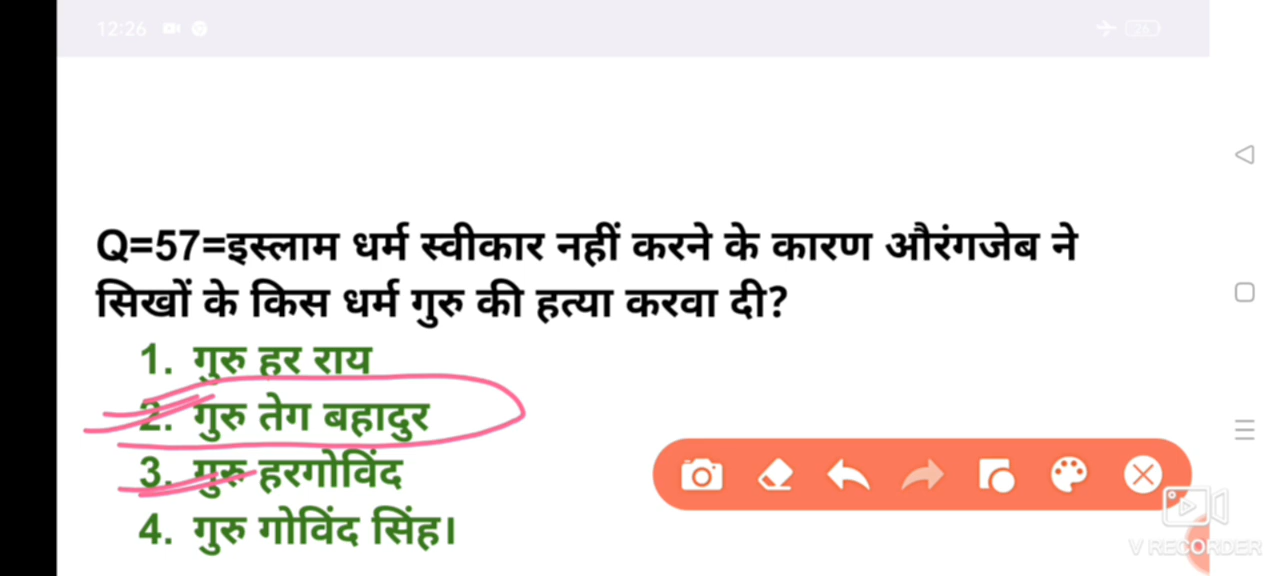 12:26
26
Q=57=इस्लाम धर्म स्वीकार नहीं करने के कारण औरंगजेब ने
सिखों के किस धर्म गुरु की हत्या करवा दी?
1. गुरु हर राय
2. गुरु तेग बहादुर
3. गुरु हरगोविंद
4. गुरु गोविंद सिंह।
V RECORDER